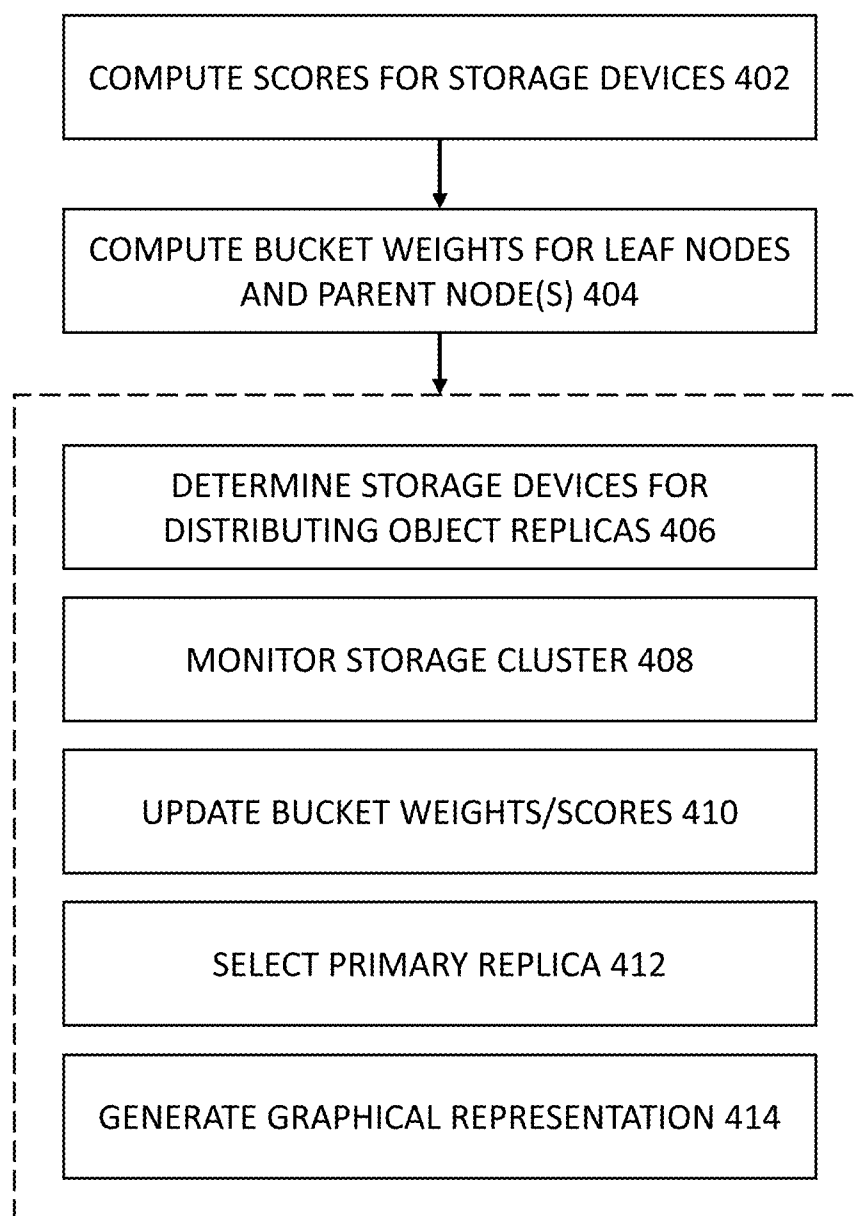 COMPUTE SCORES FOR STORAGE DEVICES 402
COMPUTE BUCKET WEIGHTS FOR LEAF NODES
AND PARENT NODE(S) 404
DETERMINE STORAGE DEVICES FOR
DISTRIBUTING OBJECT REPLICAS 406
MONITOR STORAGE CLUSTER 408
UPDATE BUCKET WEIGHTS/SCORES 410
SELECT PRIMARY REPLICA 412
GENERATE GRAPHICAL REPRESENTATION 414